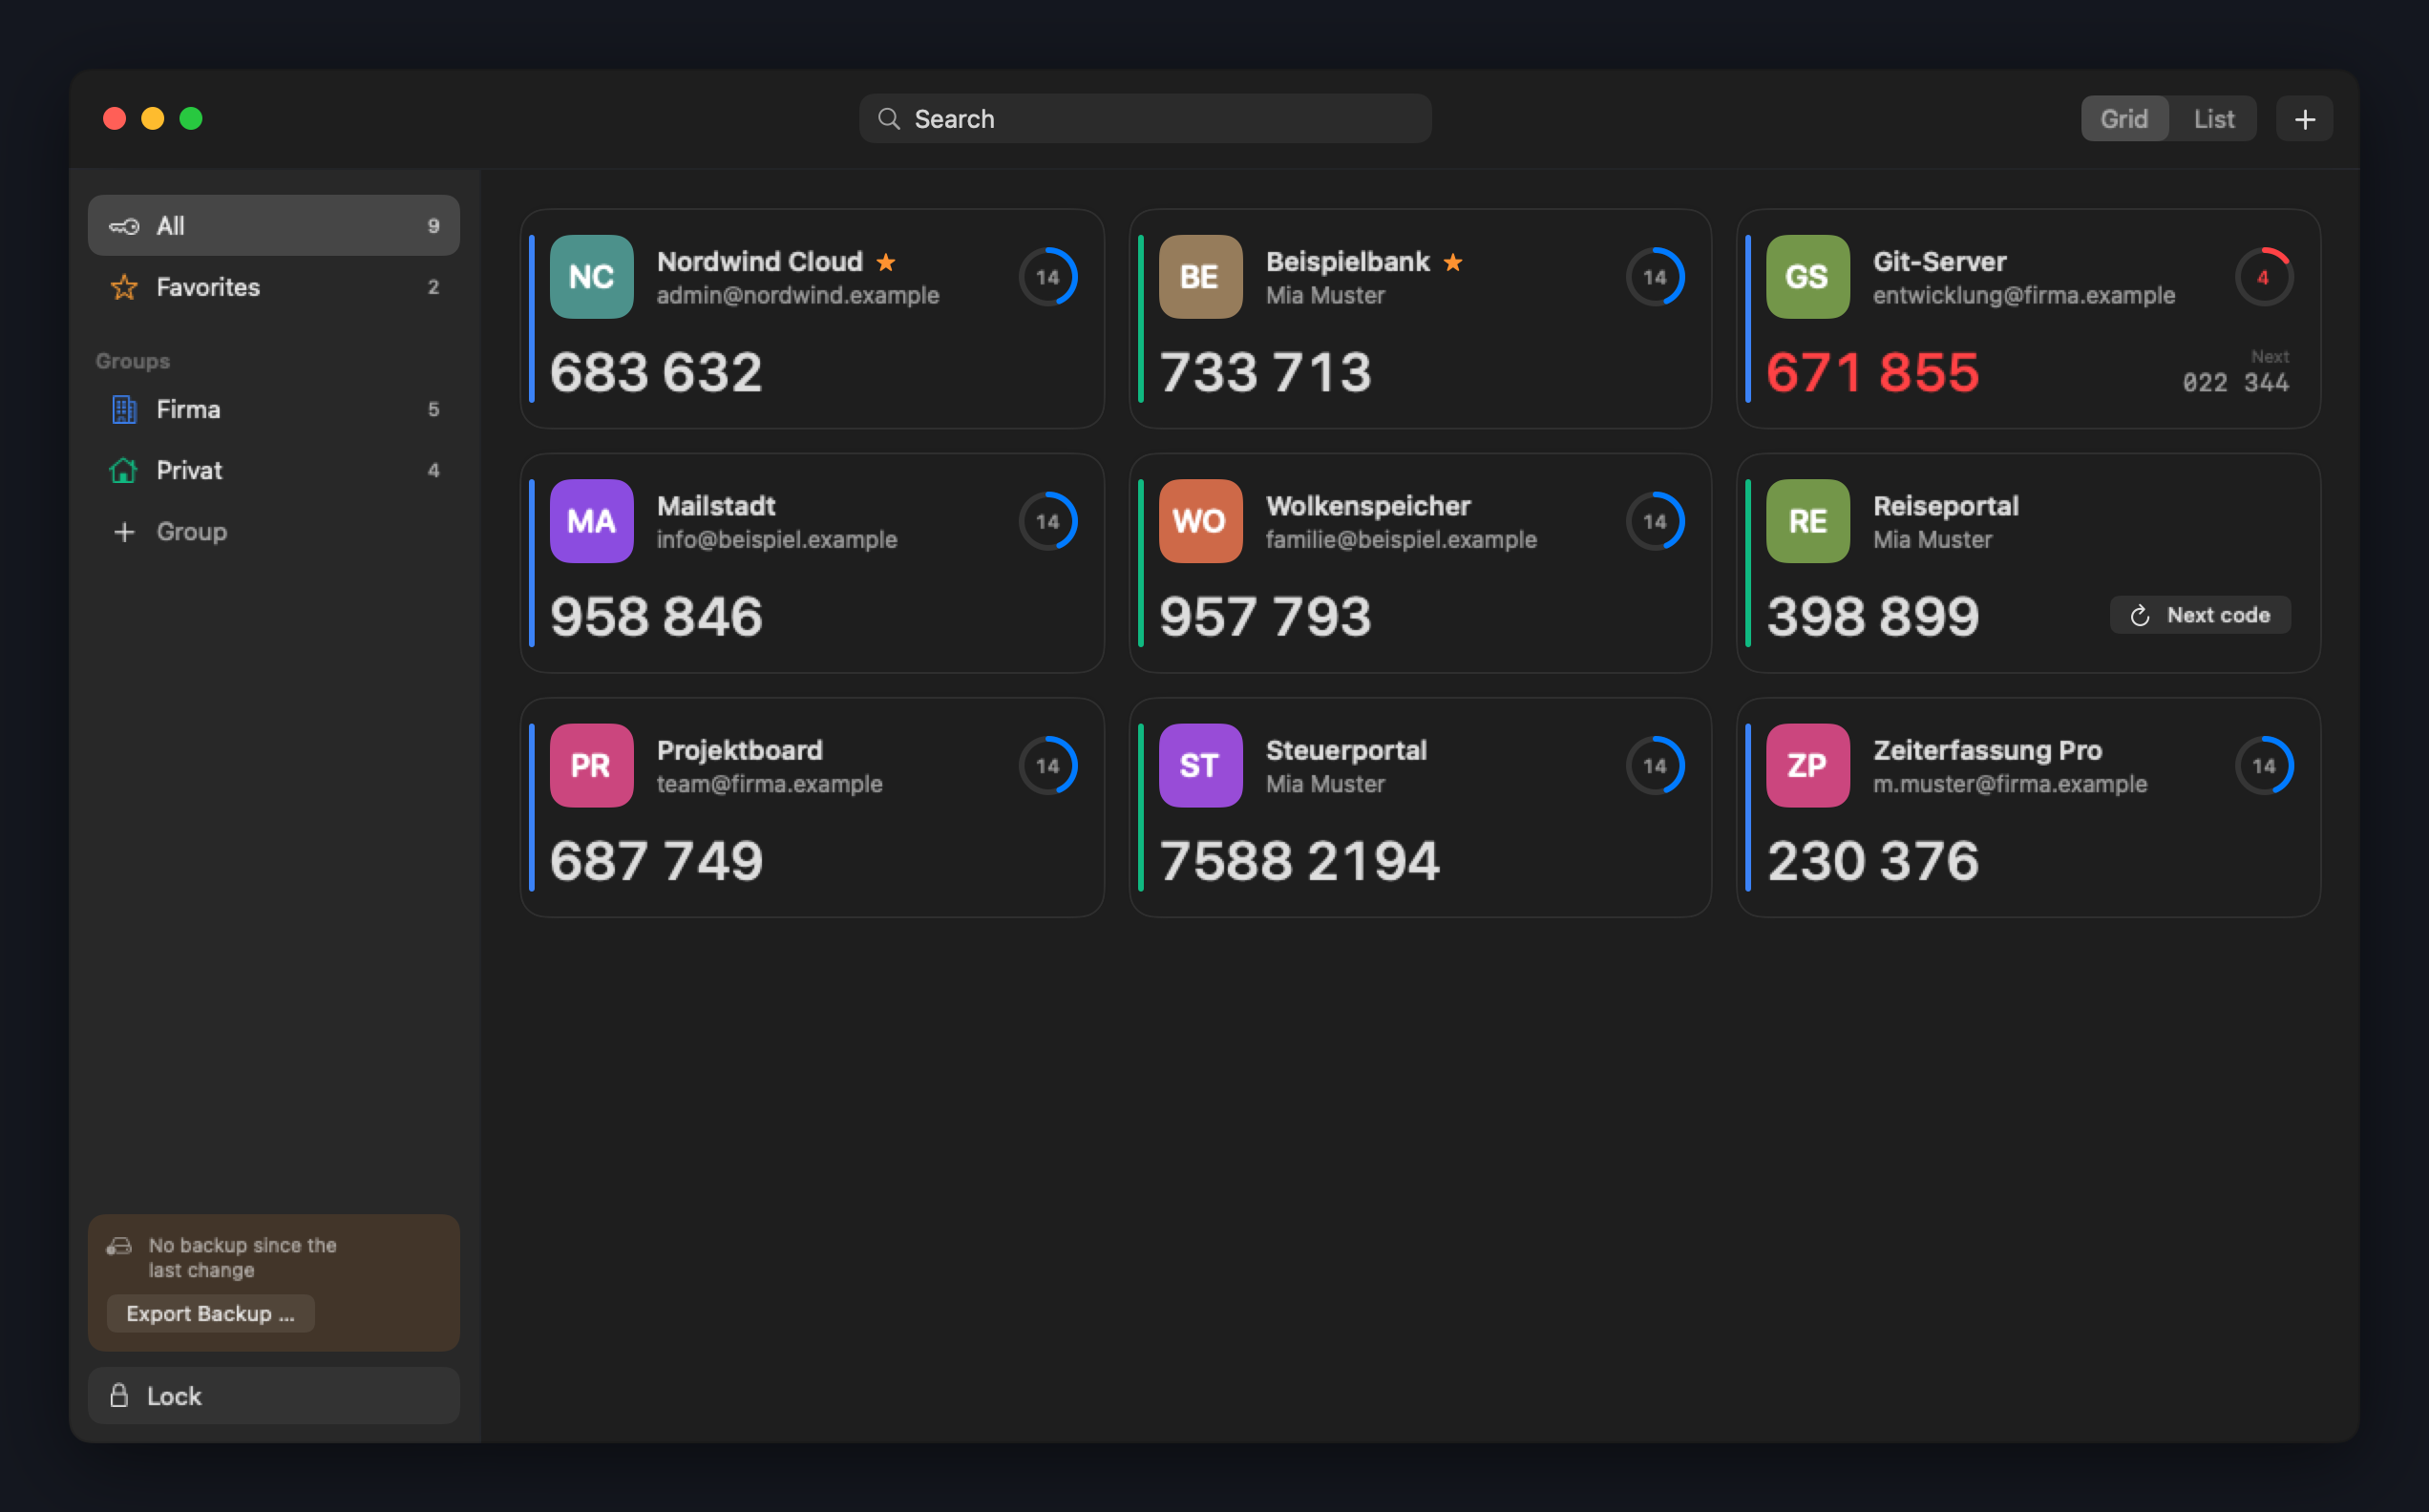 Search
Grid
List
All
9
Favorites
2
Groups
Firma
5
Privat
4
Group
No backup since the
last change
Export Backup ...
Lock
NC
Nordwind Cloud
admin@nordwind.example
14
683 632
BE
Beispielbank
Mia Muster
14
733 713
GS
Git-Server
entwicklung@firma.example
4
671 855
Next
022 344
MA
Mailstadt
info@beispiel.example
14
958 846
WO
Wolkenspeicher
familie@beispiel.example
14
957 793
RE
Reiseportal
Mia Muster
398 899
Next code
PR
Projektboard
team@firma.example
14
687 749
ST
Steuerportal
Mia Muster
14
7588 2194
ZP
Zeiterfassung Pro
m.muster@firma.example
14
230 376